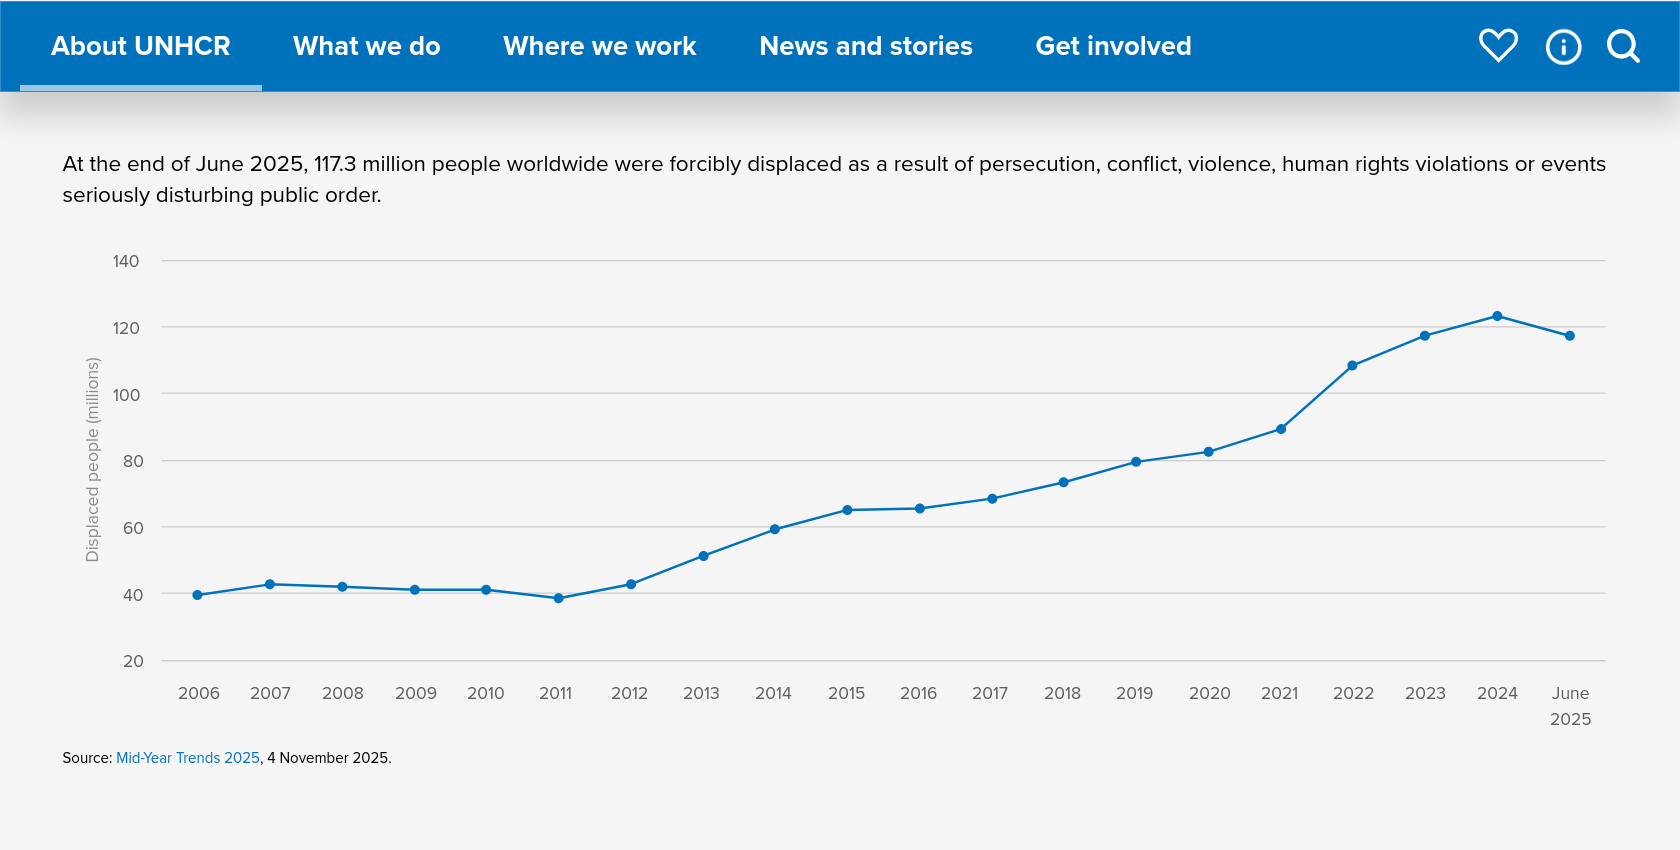 About UNHCR What we do Where we work News and stories Get involved
At the end of June 2025, 117.3 million people worldwide were forcibly displaced as a result of persecution, conflict, violence, human rights violations or events
seriously disturbing public order.
140
120
100
80
60
40
20
Displaced people (millions)
2006 2007 2008 2009 2010 2011 2012 2013 2014 2015 2016 2017 2018 2019 2020 2021 2022 2023 2024 June
2025
Source: Mid-Year Trends 2025, 4 November 2025.